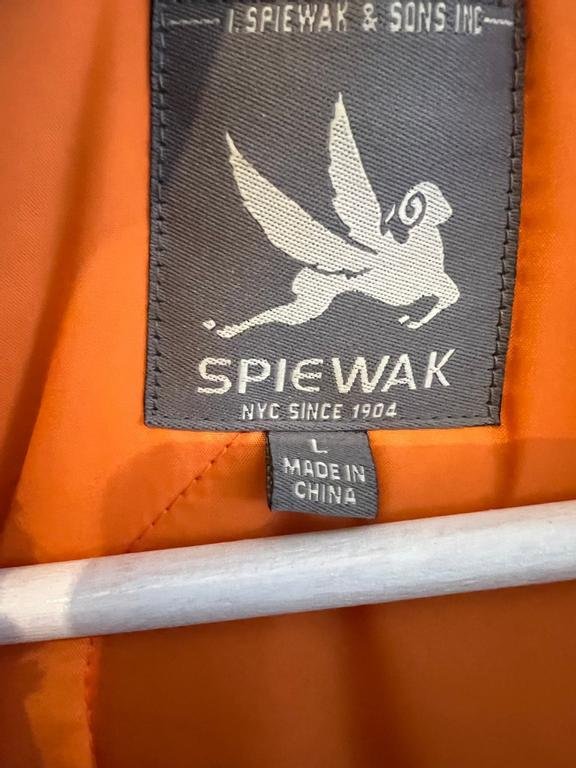 I. SPIEWAK & SONS INC
SPIEWAK
NYC SINCE 1904
L
MADE IN
CHINA